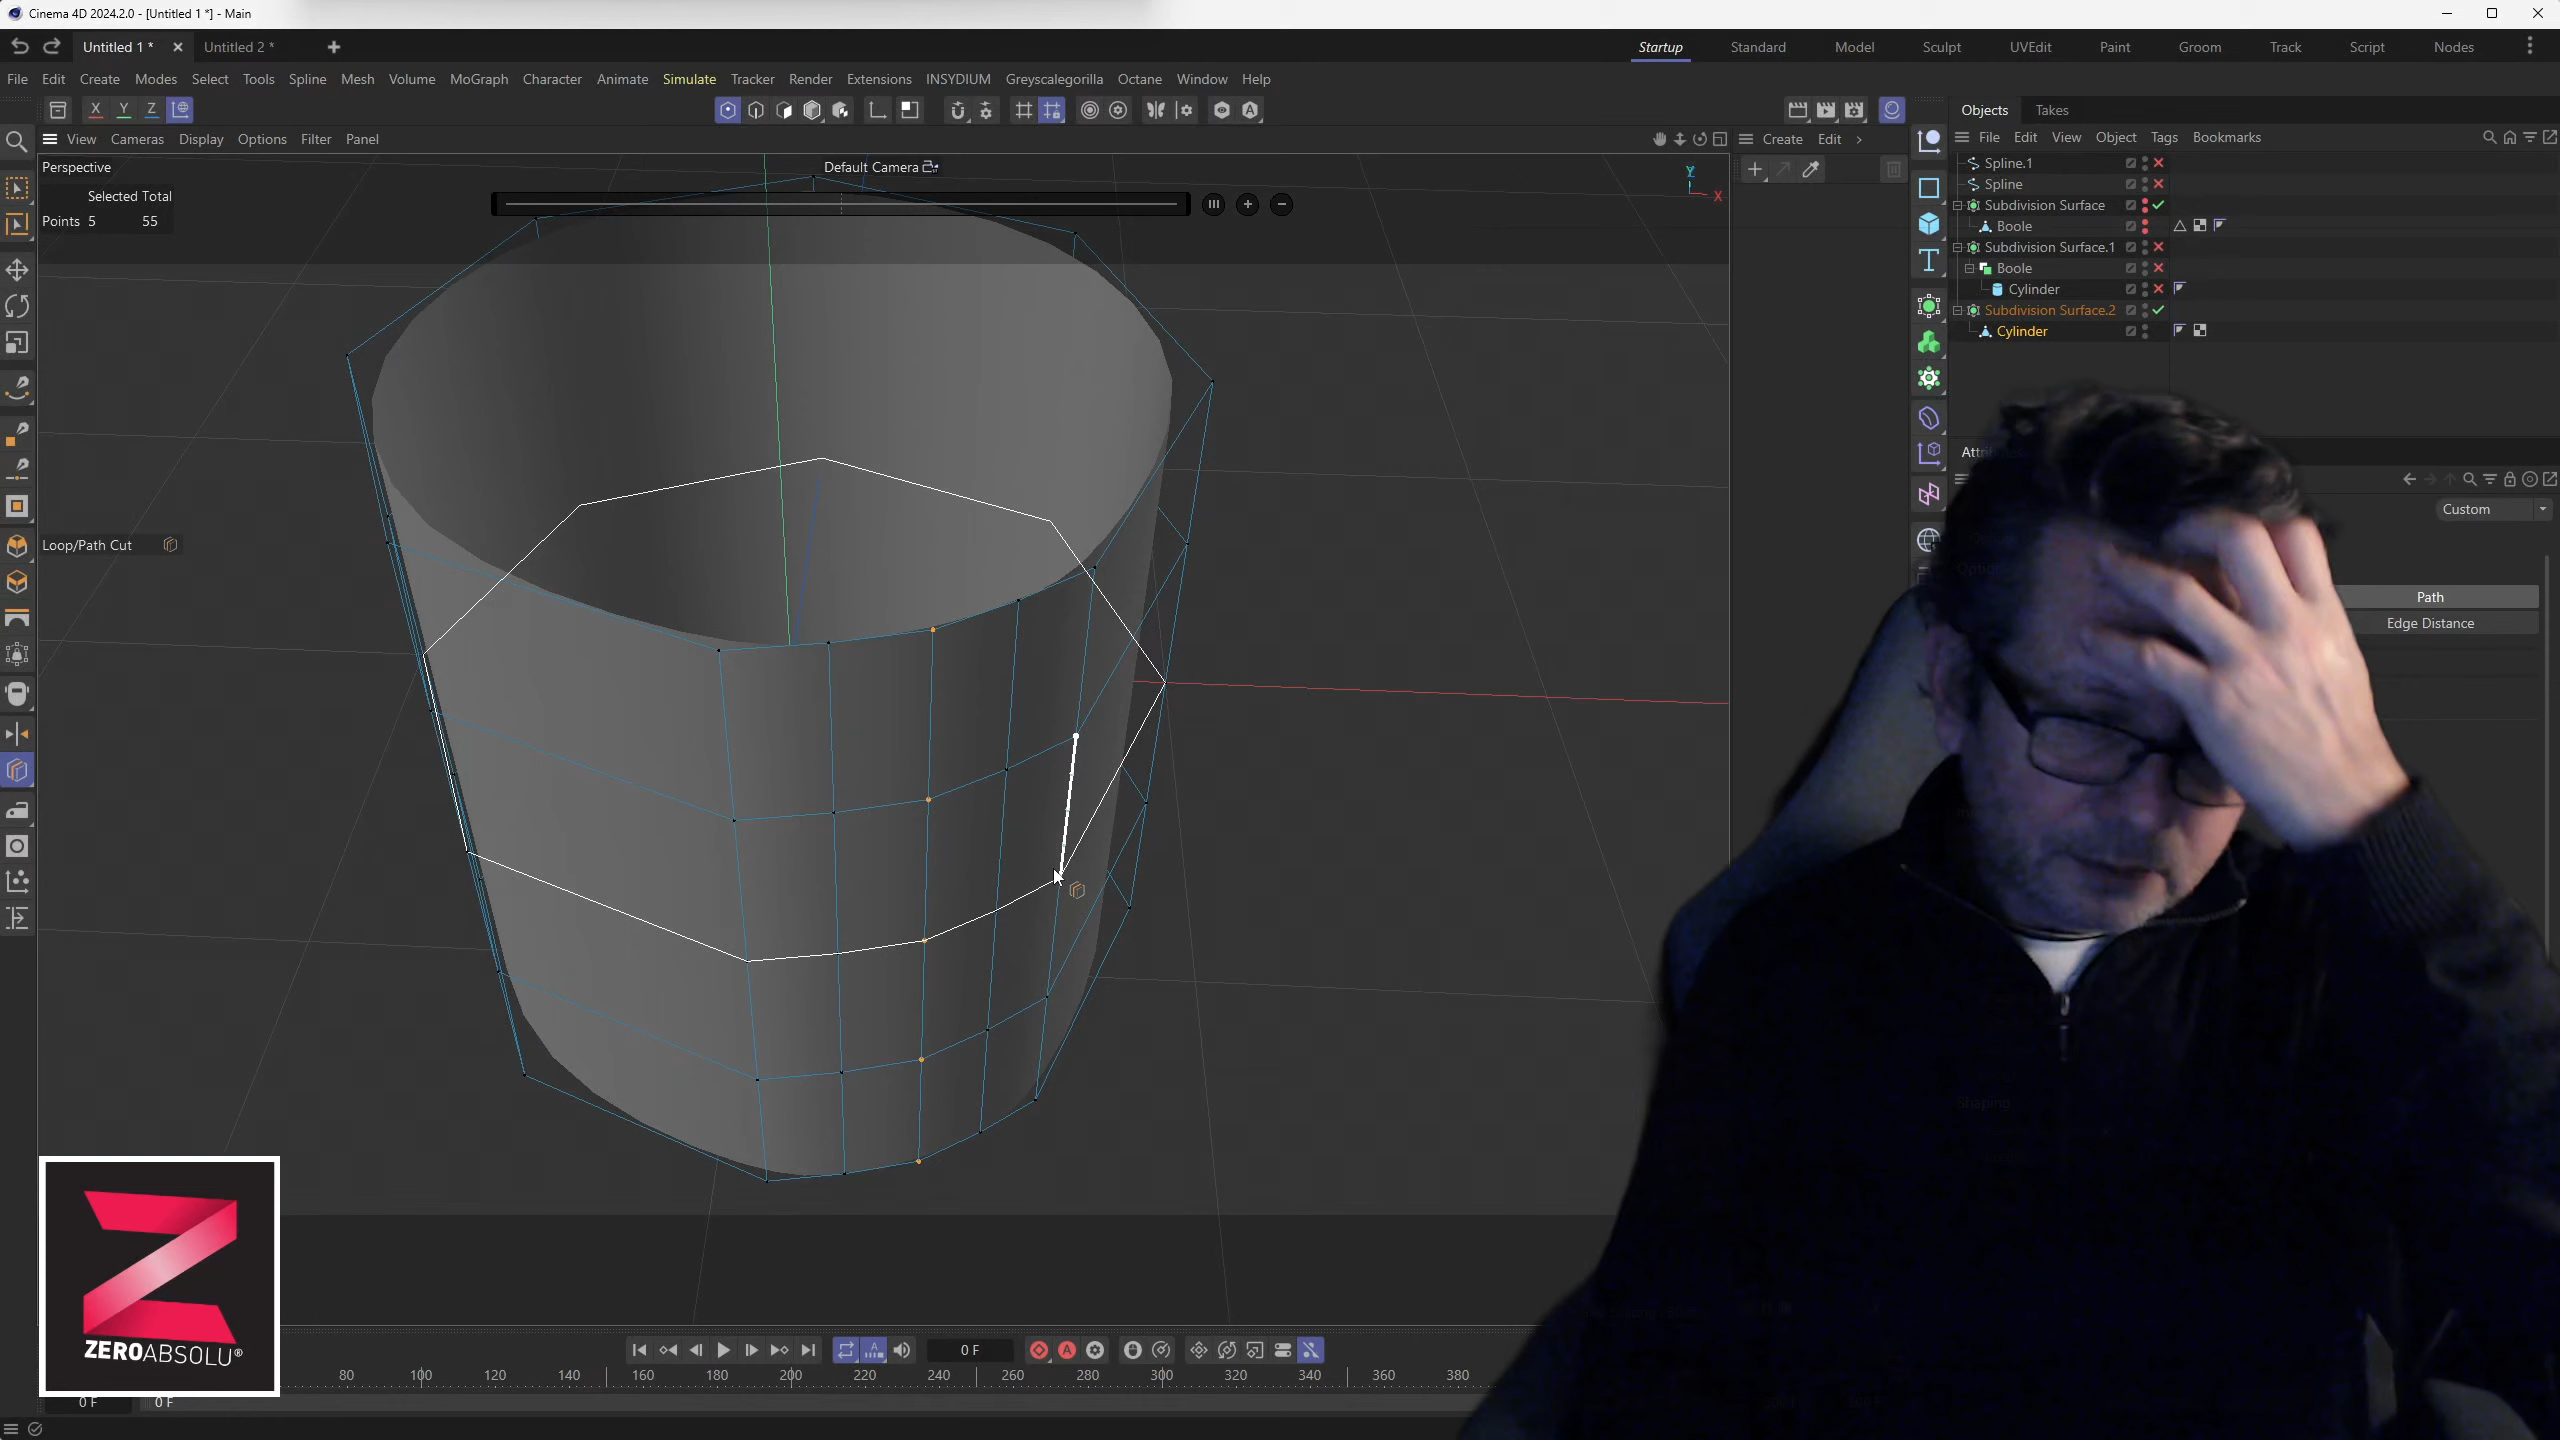 Cinema 4D 2024.2.0 - [Untitled 1 *] - Main
Untitled 1 *
Untitled 2 *
Startup
Standard
Model
Sculpt
UVEdit
Paint
Groom
Track
Script
Nodes
File Edit Create Modes Select Tools Spline Mesh Volume MoGraph Character Animate Simulate Tracker Render Extensions INSYDIUM Greyscalegorilla Octane Window Help
X Y Z
Objects Takes
View Cameras Display Options Filter Panel
Create Edit
File Edit View Object Tags Bookmarks
Perspective
Default Camera
Y
X
Selected Total
Points 5 55
Spline.1
Spline
Subdivision Surface
Boole
Subdivision Surface.1
Boole
Cylinder
Subdivision Surface.2
Cylinder
Custom
Loop/Path Cut
Path
Edge Distance
Shaping
ZEROABSOLU®
0 F
80 100 120 140 160 180 200 220 240 260 280 300 320 340 360 380
0 F
0 F